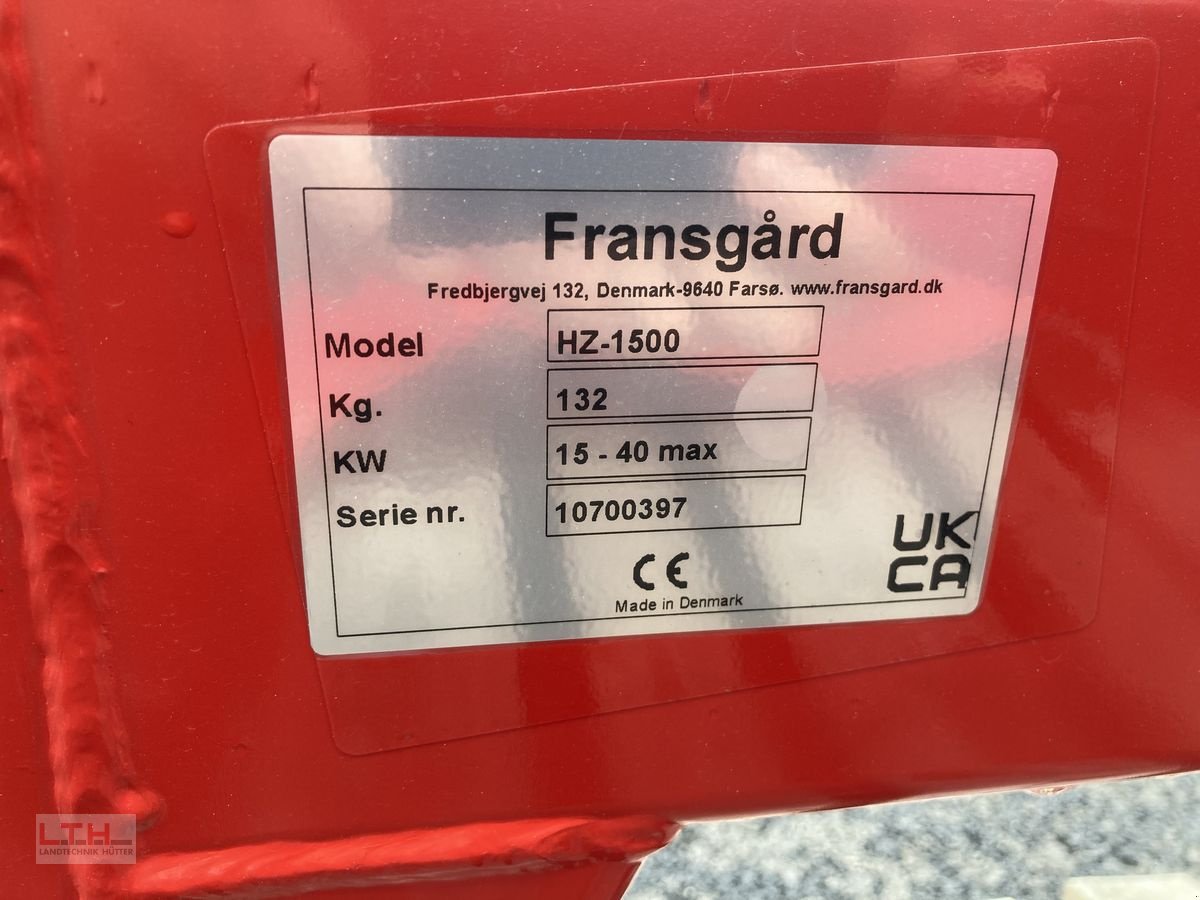 Fransgård
Fredbjergvej 132, Denmark-9640 Farsø. www.fransgard.dk
Model HZ-1500
Kg. 132
KW 15 - 40 max
Serie nr. 10700397
CE
Made in Denmark
UK
CA
LTH
LANDTECHNIK HÜTTER